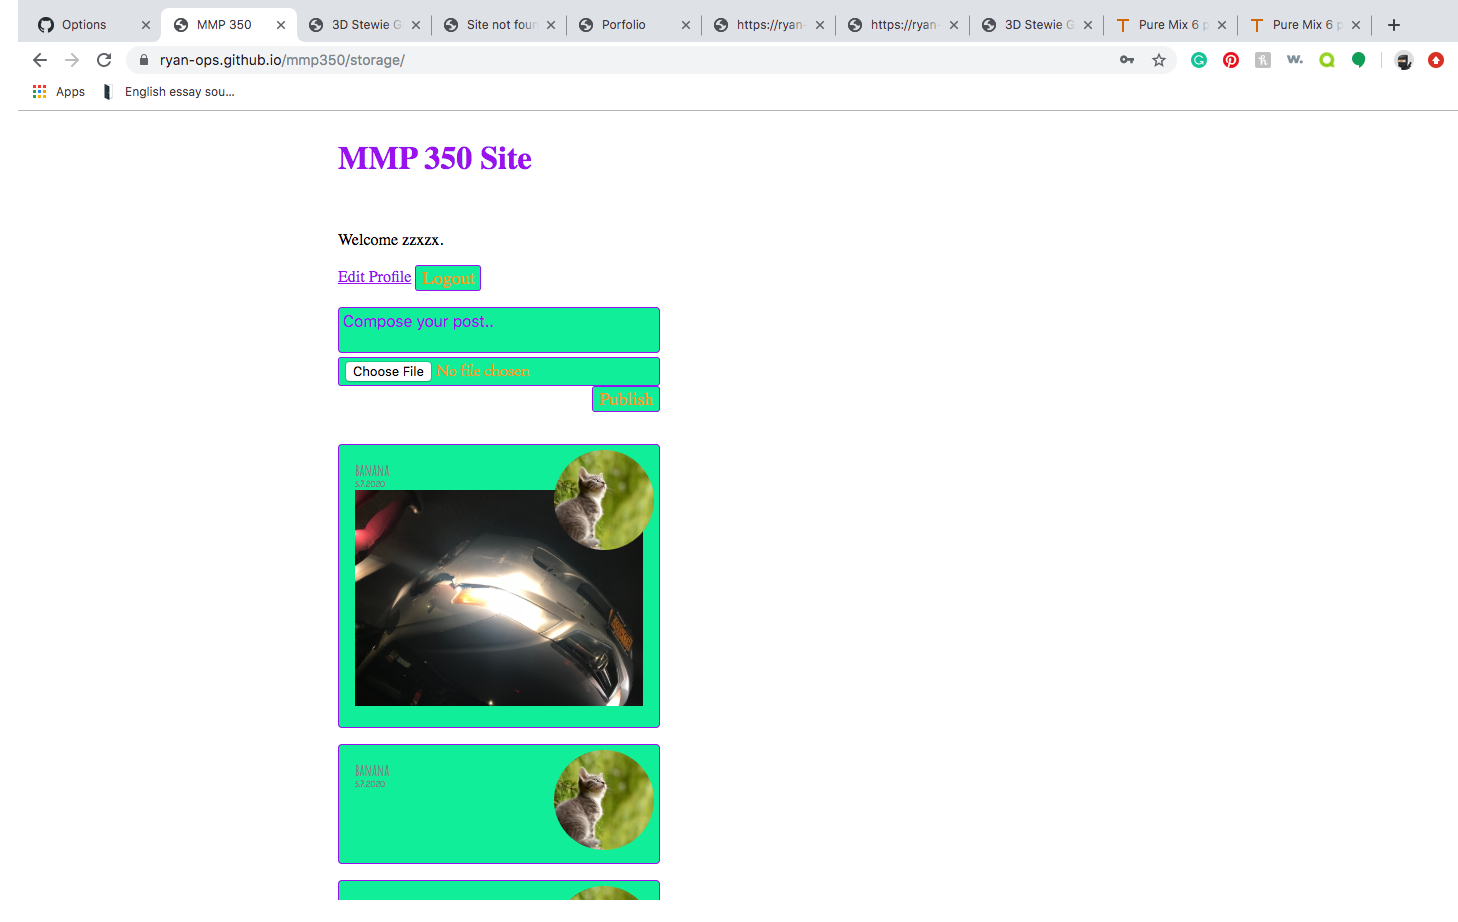 Options
MMP 350
3D Stewie G
Site not foun
Porfolio
https://ryan-
https://ryan-
3D Stewie G
Pure Mix 6 p
Pure Mix 6 p
ryan-ops.github.io/mmp350/storage/
Apps
English essay sou...
MMP 350 Site
Welcome zzxzx.
Edit Profile Logout
Compose your post..
Choose File No file chosen
Publish
BANANA
5.7.2020
BANANA
5.7.2020